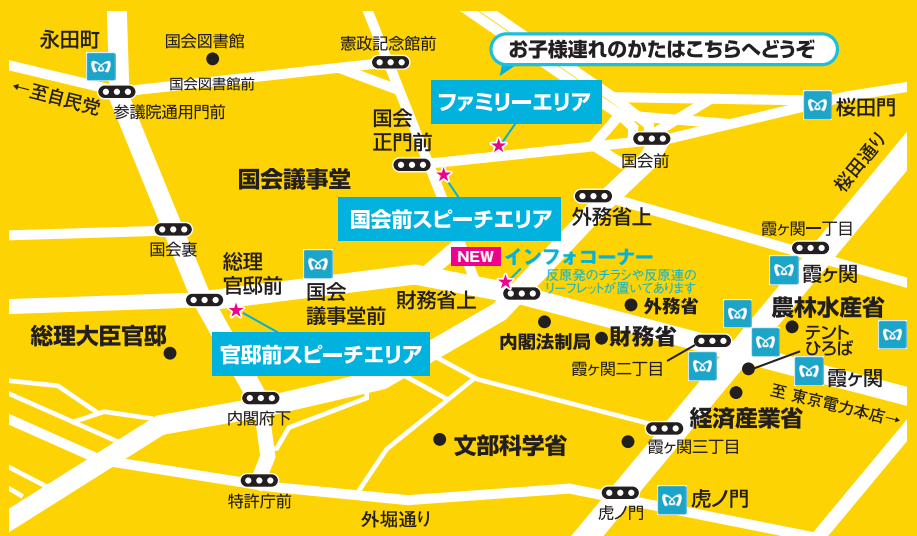 永田町
国会図書館
憲政記念館前
お子様連れのかたはこちらへどうぞ
国会図書館前
←至自民党
参議院通用門前
ファミリーエリア
桜田門
国会
正門前
国会前
桜田通り
国会議事堂
国会前スピーチエリア
外務省上
霞ヶ関一丁目
国会裏
NEW
インフォコーナー
反原発のチラシや反原連の
リーフレットが置いてあります
総理
官邸前
国会
議事堂前
財務省上
霞ヶ関
外務省
農林水産省
総理大臣官邸
官邸前スピーチエリア
内閣法制局
財務省
テント
ひろば
霞ヶ関二丁目
霞ヶ関
至 東京電力本店→
経済産業省
内閣府下
文部科学省
霞ヶ関三丁目
特許庁前
外堀通り
虎ノ門
虎ノ門